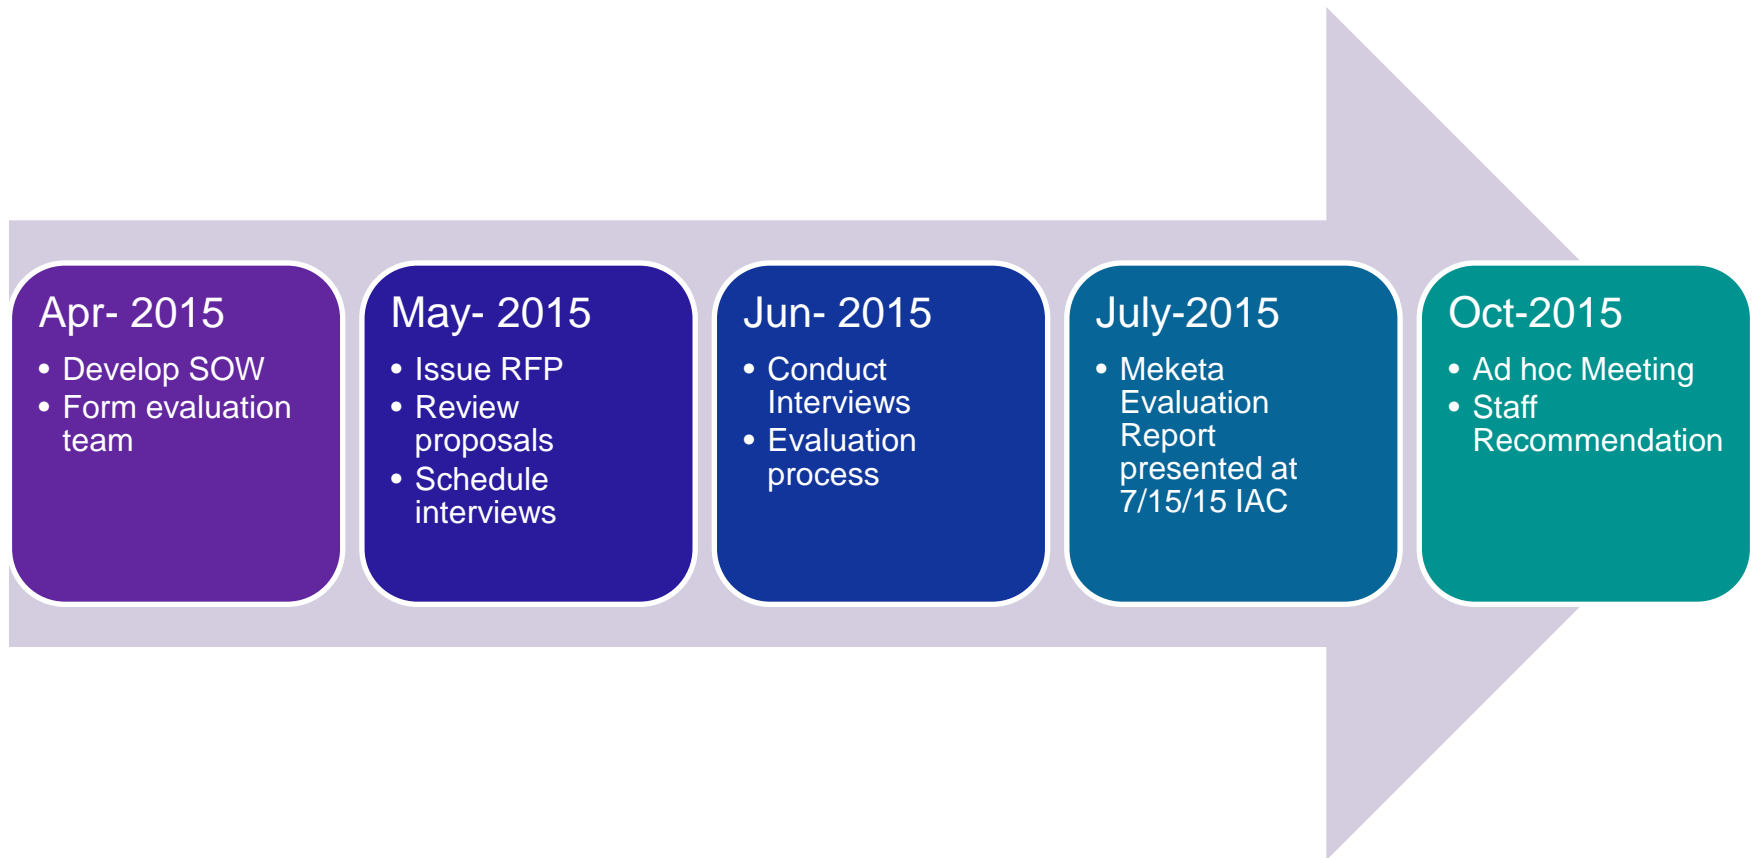 Apr- 2015
• Develop SOW
• Form evaluation
team
May- 2015
• Issue RFP
• Review
proposals
• Schedule
interviews
Jun- 2015
• Conduct
Interviews
• Evaluation
process
July-2015
• Meketa
Evaluation
Report
presented at
7/15/15 IAC
Oct-2015
• Ad hoc Meeting
• Staff
Recommendation